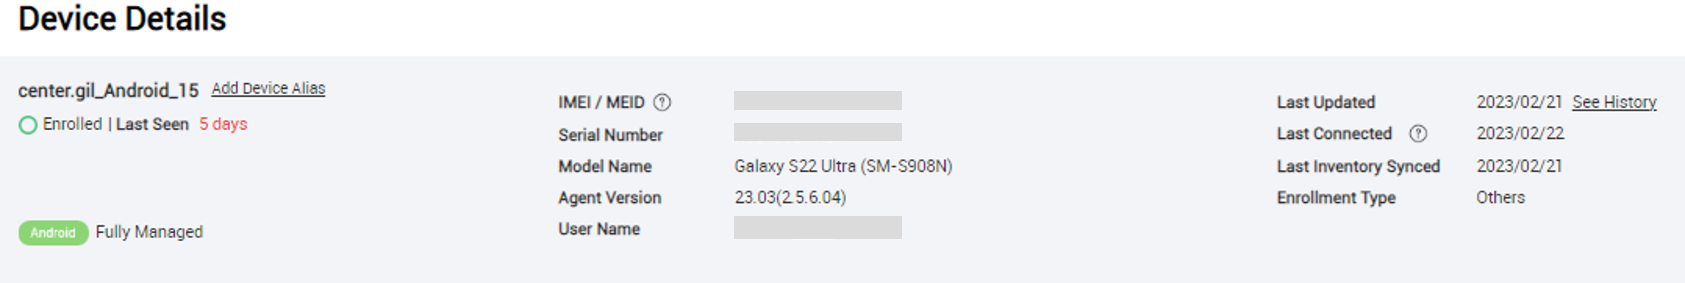 Device Details
center.gil_Android_15 Add Device Alias
Enrolled | Last Seen 5 days
Android Fully Managed
IMEI / MEID ?
Serial Number
Model Name Galaxy S22 Ultra (SM-S908N)
Agent Version 23.03(2.5.6.04)
User Name
Last Updated 2023/02/21 See History
Last Connected ? 2023/02/22
Last Inventory Synced 2023/02/21
Enrollment Type Others